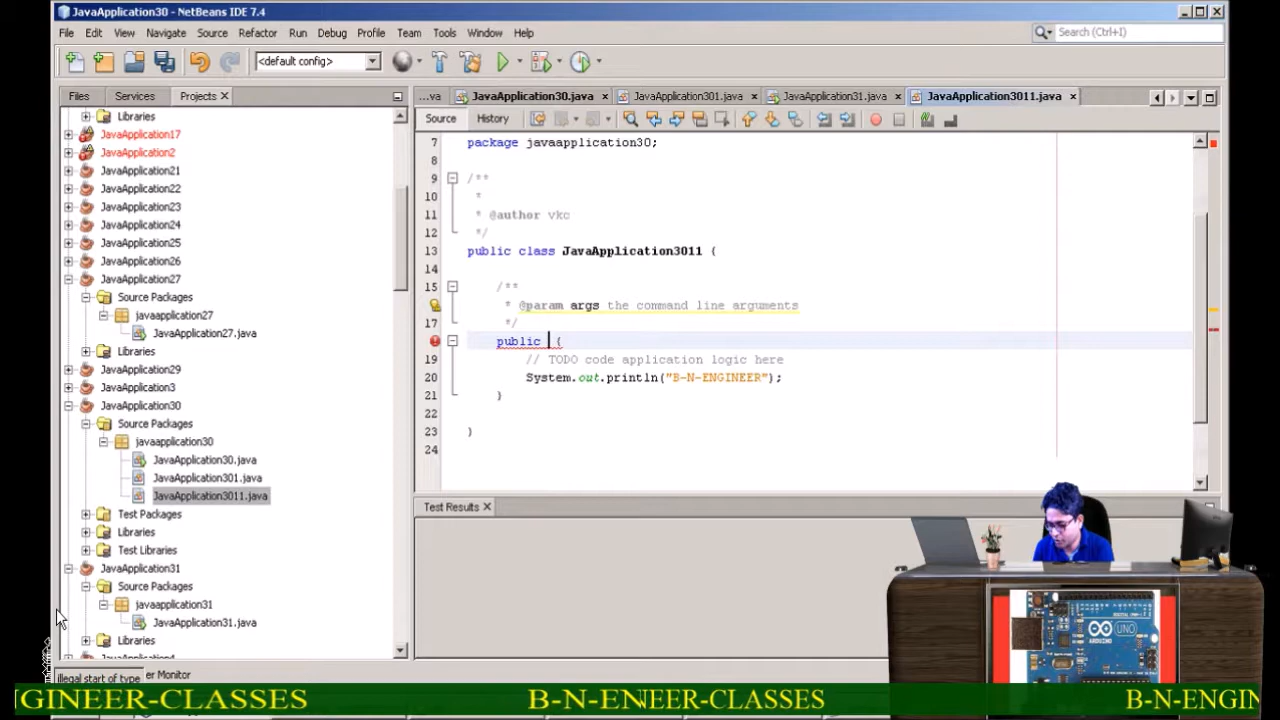 JavaApplication30 - NetBeans IDE 7.4
File Edit View Navigate Source Refactor Run Debug Profile Team Tools Window Help
Search (Ctrl+I)
<default config>
Files Services Projects
...va JavaApplication30.java JavaApplication301.java JavaApplication31.java JavaApplication3011.java
Source History
Libraries
JavaApplication17
JavaApplication2
JavaApplication21
JavaApplication22
JavaApplication23
JavaApplication24
JavaApplication25
JavaApplication26
JavaApplication27
Source Packages
javaapplication27
JavaApplication27.java
Libraries
JavaApplication29
JavaApplication3
JavaApplication30
Source Packages
javaapplication30
JavaApplication30.java
JavaApplication301.java
JavaApplication3011.java
Test Packages
Libraries
Test Libraries
JavaApplication31
Source Packages
javaapplication31
JavaApplication31.java
Libraries
7 package javaapplication30;
8
9 /**
10 *
11 * @author vkc
12 */
13 public class JavaApplication3011 {
14
15 /**
* @param args the command line arguments
17 */
public {
19 // TODO code application logic here
20 System.out.println("B-N-ENGINEER");
21 }
22
23 }
24
Test Results
illegal start of type
er Monitor
ARDUINO
UNO
GINEER-CLASSES B-N-ENGINEER-CLASSES B-N-ENGIN